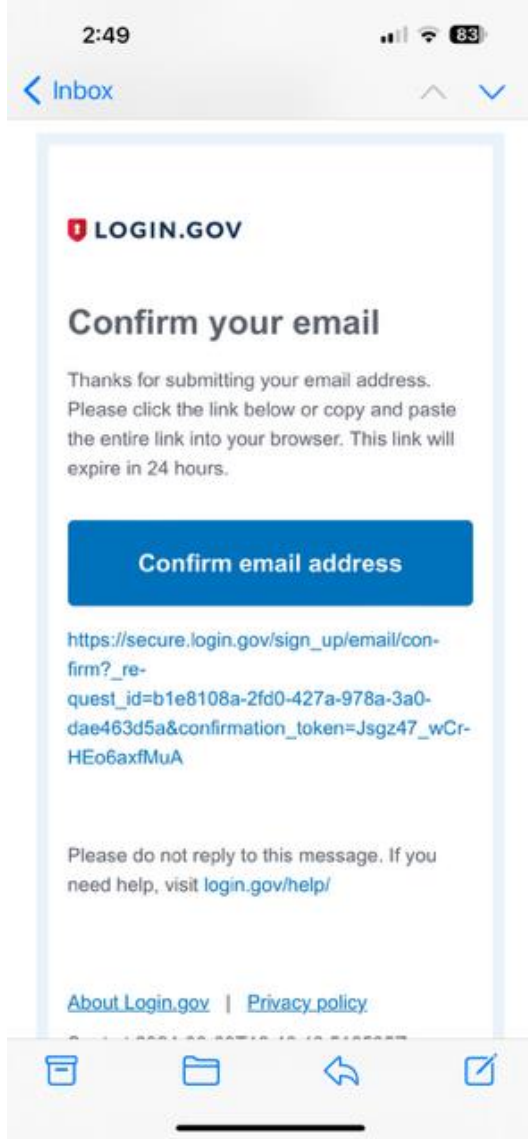 2:49
83
Inbox
LOGIN.GOV
Confirm your email
Thanks for submitting your email address.
Please click the link below or copy and paste
the entire link into your browser. This link will
expire in 24 hours.
Confirm email address
https://secure.login.gov/sign_up/email/con-
firm?_re-
quest_id=b1e8108a-2fd0-427a-978a-3a0-
dae463d5a&confirmation_token=Jsgz47_wCr-
HEo6axfMuA
Please do not reply to this message. If you
need help, visit login.gov/help/
About Login.gov | Privacy policy